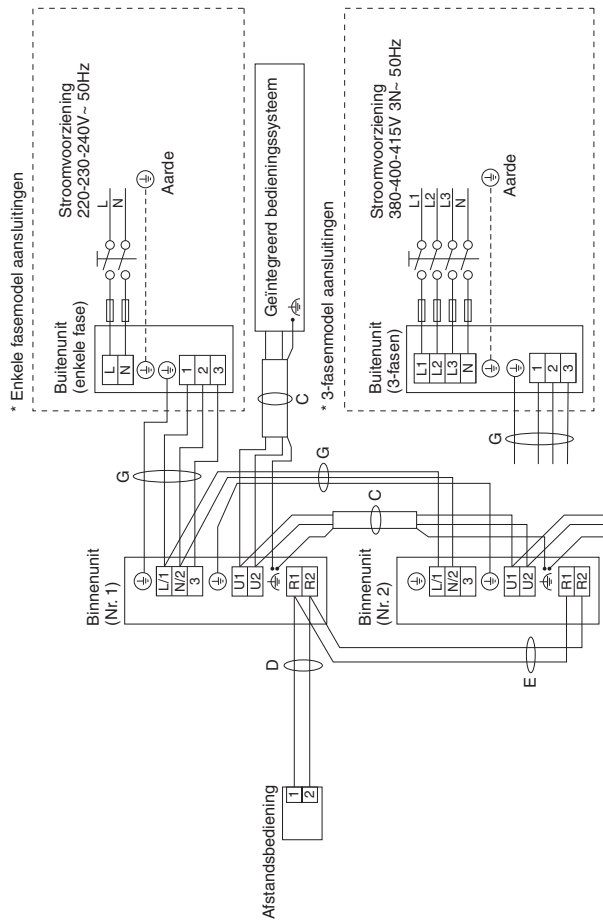 * Enkele fasemodel aansluitingen
Buitenunit
(enkele fase)
Stroomvoorziening
220-230-240V~ 50Hz
L
N
L
N
1
2
3
Aarde
G
Geïntegreerd bedieningssysteem
C
* 3-fasenmodel aansluitingen
Buitenunit
(3-fasen)
Stroomvoorziening
380-400-415V 3N~ 50Hz
L1
L2
L3
N
L1
L2
L3
N
1
2
3
Aarde
G
Binnenunit
(Nr. 1)
L/1
N/2
3
U1
U2
R1
R2
G
C
D
Afstandsbediening
1
2
E
Binnenunit
(Nr. 2)
L/1
N/2
3
U1
U2
R1
R2